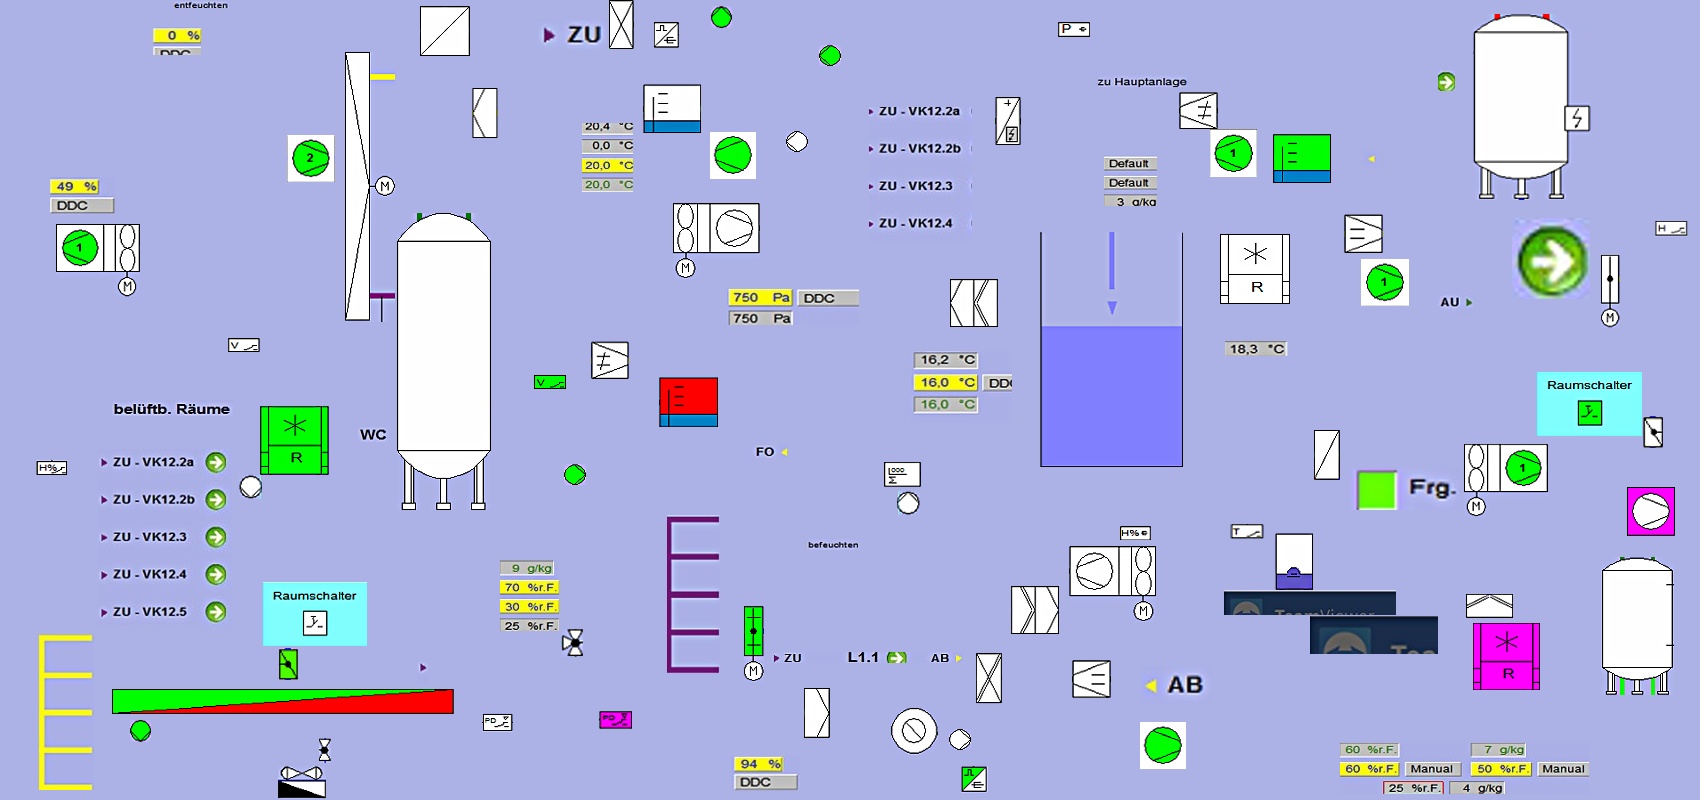 entfeuchten
0 %
DDC
ZU
P
zu Hauptanlage
20,4 °C
0,0 °C
20,0 °C
20,0 °C
2
M
49 %
DDC
1
M
ZU - VK12.2a
ZU - VK12.2b
ZU - VK12.3
ZU - VK12.4
Default
Default
3 g/kg
1
H
M
R
1
AU
M
750 Pa DDC
750 Pa
V
V
16,2 °C
16,0 °C DDC
16,0 °C
18,3 °C
Raumschalter
belüftb. Räume
WC
R
H%
ZU - VK12.2a
ZU - VK12.2b
ZU - VK12.3
ZU - VK12.4
ZU - VK12.5
FO
1000
Σ
Frg.
1
M
T
H%
befeuchten
M
9 g/kg
70 %r.F.
30 %r.F.
25 %r.F.
Raumschalter
TeamViewer
Tea
M
ZU
L1.1
AB
AB
R
PD
PD
94 %
DDC
60 %r.F.
7 g/kg
60 %r.F. Manual
50 %r.F. Manual
25 %r.F.
4 g/kg